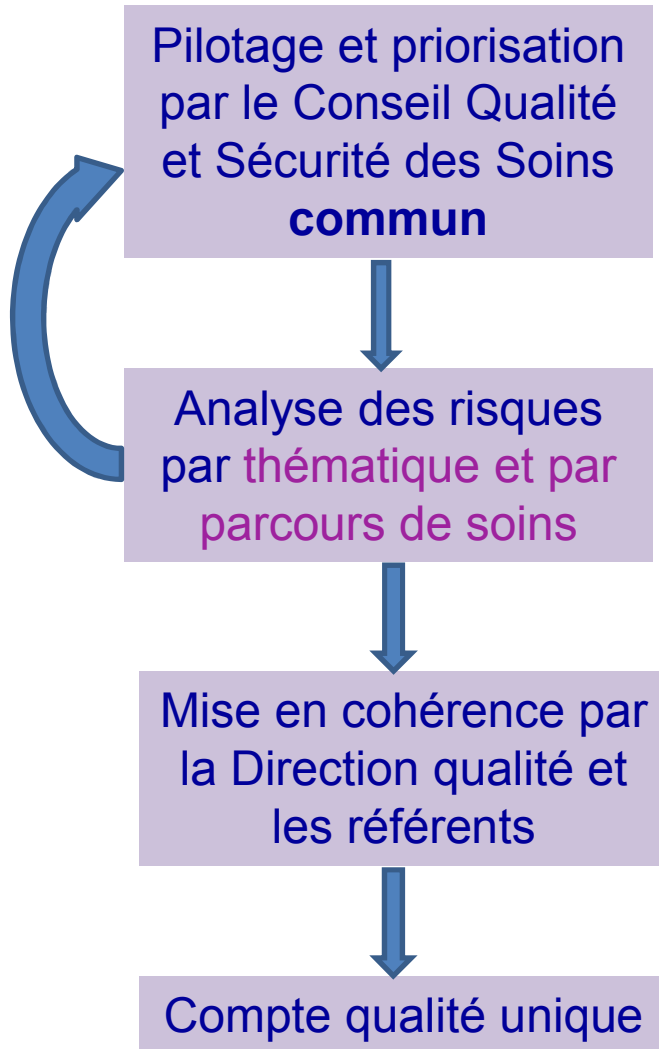 Pilotage et priorisation
par le Conseil Qualité
et Sécurité des Soins
commun
Analyse des risques
par thématique et par
parcours de soins
Mise en cohérence par
la Direction qualité et
les référents
Compte qualité unique